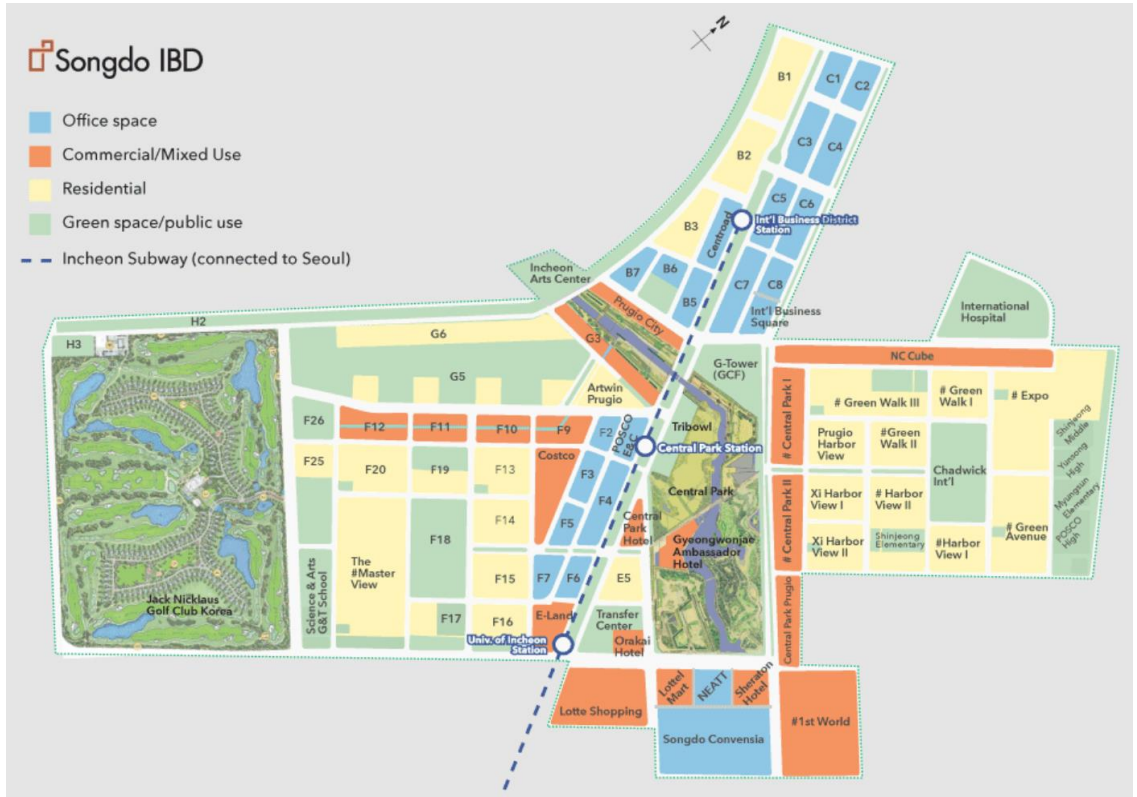 N
Songdo IBD
Office space
Commercial/Mixed Use
Residential
Green space/public use
Incheon Subway (connected to Seoul)
B1
C1
C2
B2
C3
C4
B3
Centroad
C5
C6
Int'l Business District
Station
B7
B6
B5
C7
C8
Int'l Business
Square
Incheon
Arts Center
Prugio City
G3
International
Hospital
H2
H3
G6
G5
Artwin
Prugio
G-Tower
(GCF)
NC Cube
# Central Park I
# Green Walk III
# Green
Walk I
# Expo
Shinjeong
Middle
Prugio
Harbor
View
#Green
Walk II
Yunsong
High
Chadwick
Int'l
Myungsun
Elementary
POSCO
High
# Central Park II
Xi Harbor
View I
# Harbor
View II
Xi Harbor
View II
Shinjeong
Elementary
#Harbor
View I
# Green
Avenue
F26
F12
F11
F10
F9
F2
POSCO
E&C
Tribowl
Central Park Station
F25
F20
F19
F13
Costco
F3
F4
Central Park
F14
F5
Central
Park
Hotel
Gyeongwonjae
Ambassador
Hotel
F18
The
#Master
View
F15
F7
F6
E5
Science & Arts
G&T School
Jack Nicklaus
Golf Club Korea
F17
F16
E-Land
Transfer
Center
Univ. of Incheon
Station
Orakai
Hotel
Central Park Prugio
Lotte Shopping
Lottel
Mart
NEATT
Sheraton
Hotel
#1st World
Songdo Convensia